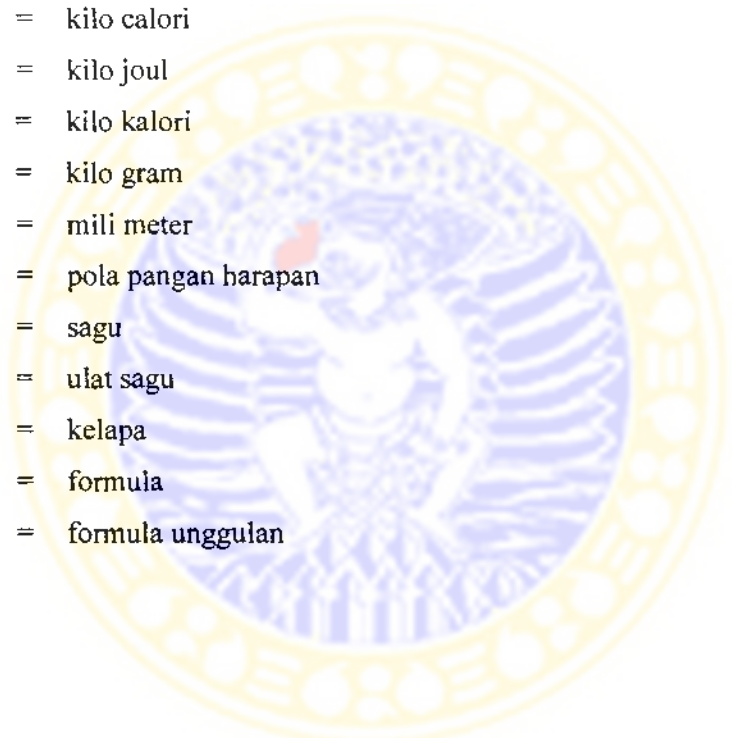 = kilo calori
= kilo joul
= kilo kalori
= kilo gram
= mili meter
= pola pangan harapan
= sagu
= ulat sagu
= kelapa
= formula
= formula unggulan